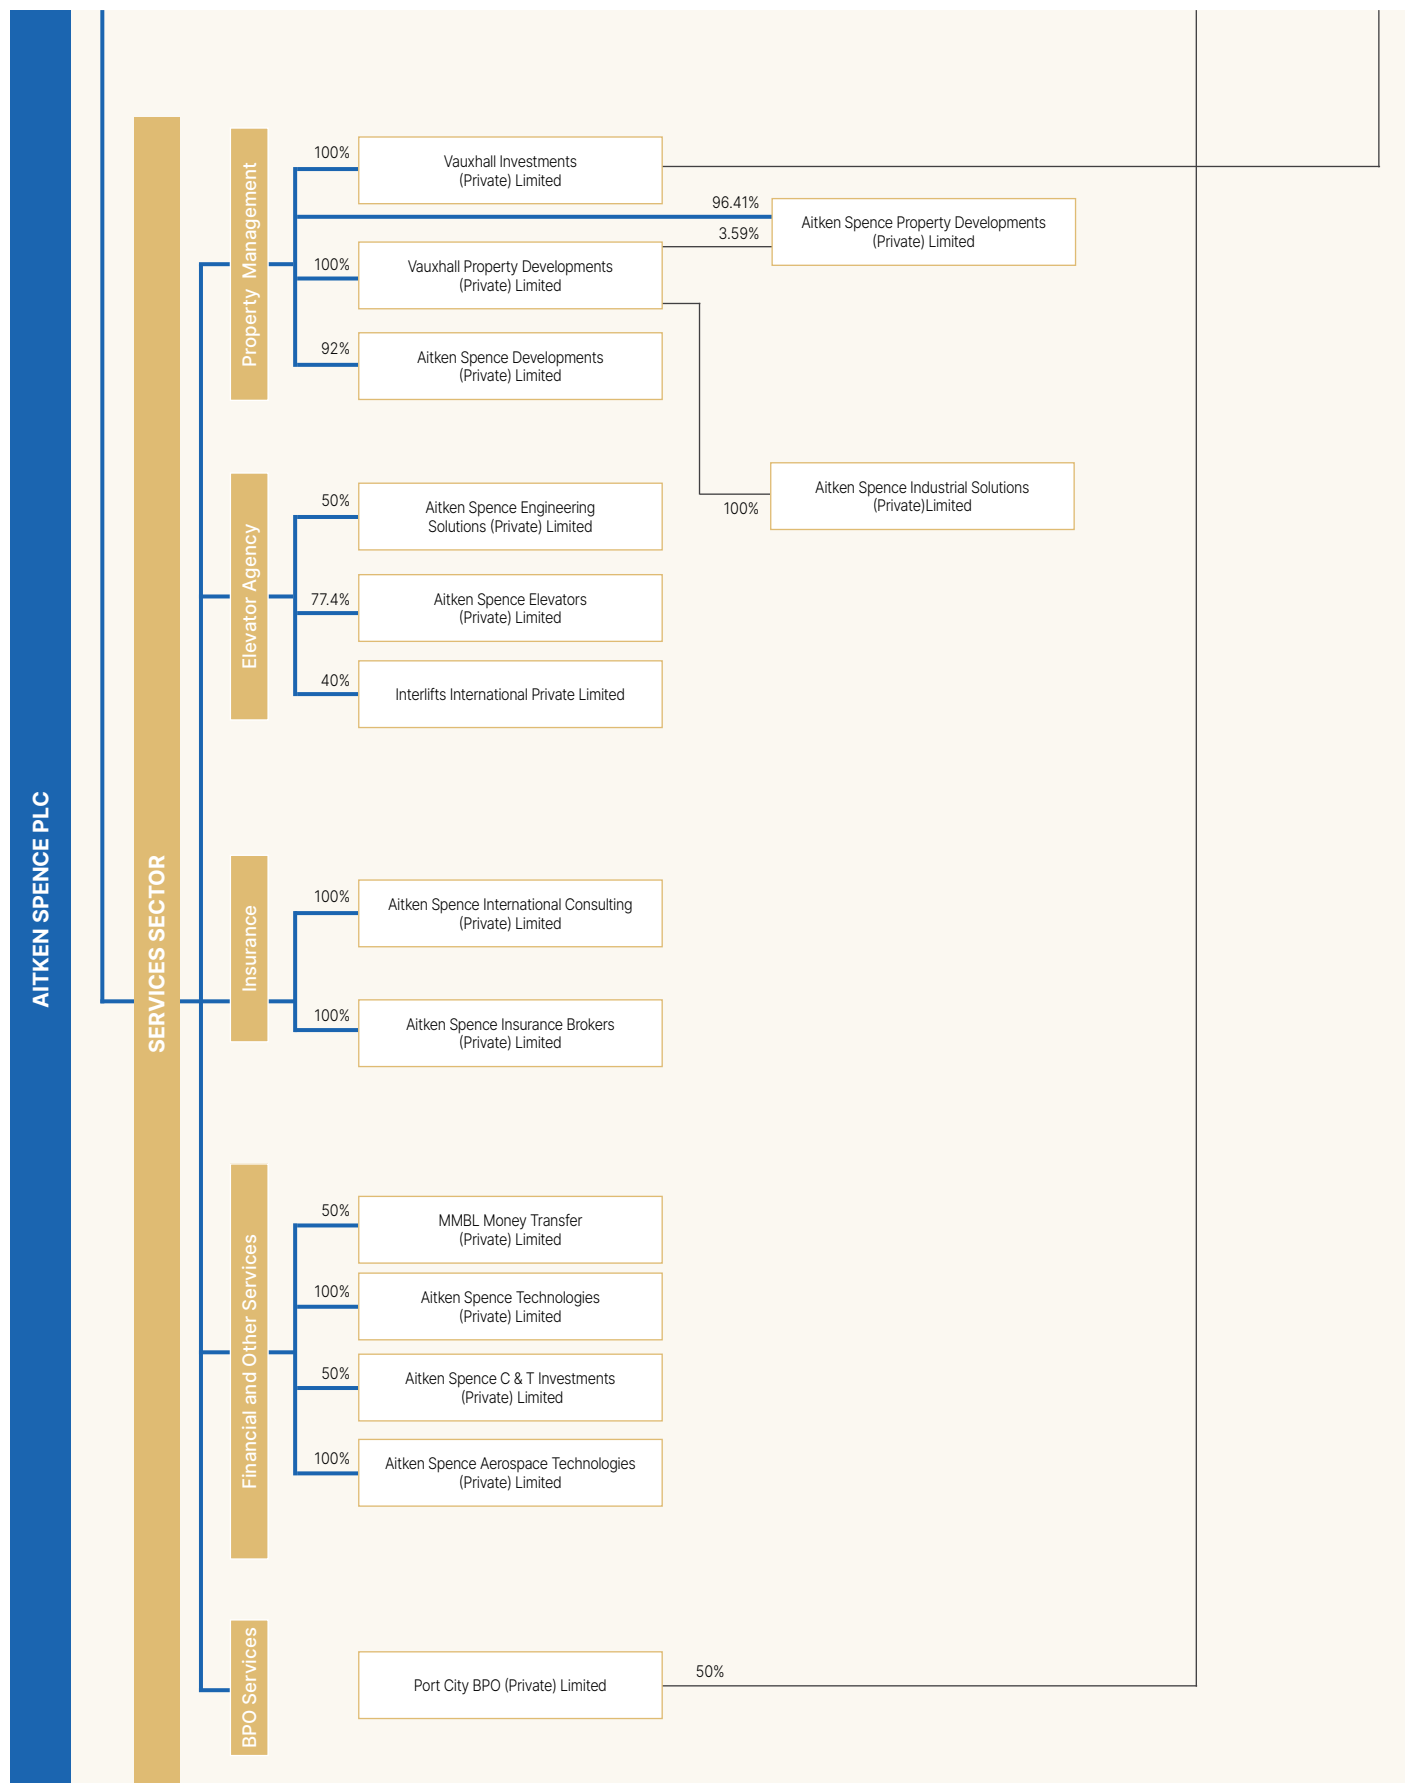 AITKEN SPENCE PLC
SERVICES SECTOR
Property Management
100%
Vauxhall Investments
(Private) Limited
96.41%
3.59%
Aitken Spence Property Developments
(Private) Limited
100%
Vauxhall Property Developments
(Private) Limited
92%
Aitken Spence Developments
(Private) Limited
100%
Aitken Spence Industrial Solutions
(Private)Limited
Elevator Agency
50%
Aitken Spence Engineering
Solutions (Private) Limited
77.4%
Aitken Spence Elevators
(Private) Limited
40%
Interlifts International Private Limited
Insurance
100%
Aitken Spence International Consulting
(Private) Limited
100%
Aitken Spence Insurance Brokers
(Private) Limited
Financial and Other Services
50%
MMBL Money Transfer
(Private) Limited
100%
Aitken Spence Technologies
(Private) Limited
50%
Aitken Spence C & T Investments
(Private) Limited
100%
Aitken Spence Aerospace Technologies
(Private) Limited
BPO Services
Port City BPO (Private) Limited
50%